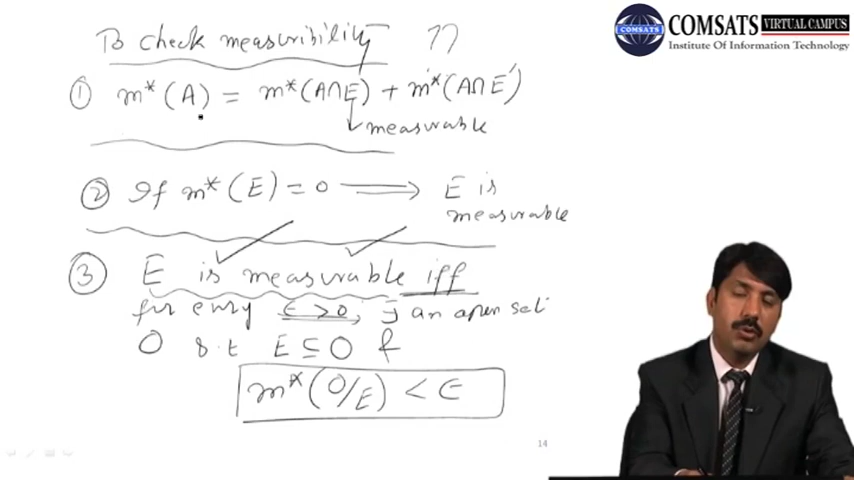 COMSATS VIRTUAL CAMPUS
Institute Of Information Technology
COMSATS
To check measuribility
① m*(A) = m*(A∩E) + m*(A∩E')
measurable
② If m*(E) = 0 ⟶ E is
measurable
③ E is measurable iff
for every ε > 0, ∃ an open set
O s.t E ⊆ O &
m*(O/E) < ε
14